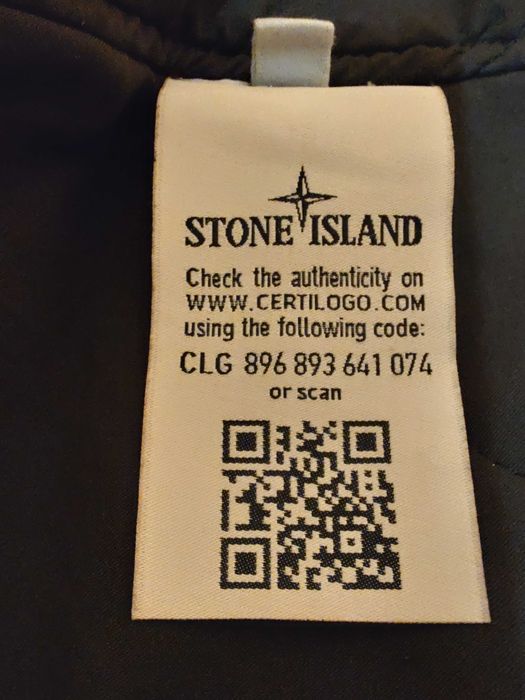 STONE ISLAND
Check the authenticity on
WWW.CERTILOGO.COM
using the following code:
CLG 896 893 641 074
or scan